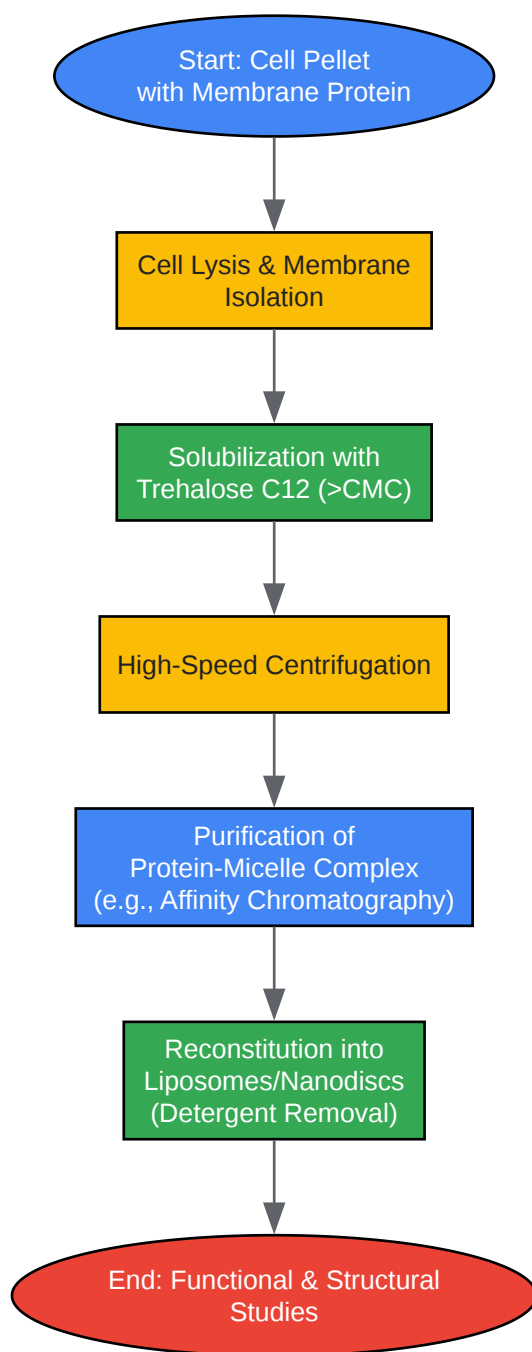 Start: Cell Pellet
with Membrane Protein
Cell Lysis & Membrane
Isolation
Solubilization with
Trehalose C12 (>CMC)
High-Speed Centrifugation
Purification of
Protein-Micelle Complex
(e.g., Affinity Chromatography)
Reconstitution into
Liposomes/Nanodiscs
(Detergent Removal)
End: Functional & Structural
Studies